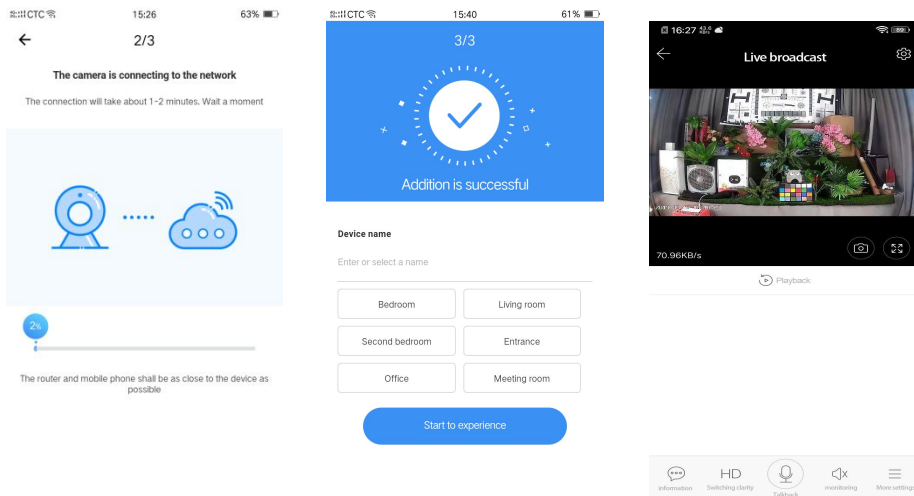 CTC
15:26
63%
2/3
The camera is connecting to the network
The connection will take about 1-2 minutes. Wait a moment
2%
The router and mobile phone shall be as close to the device as
possible
CTC
15:40
61%
3/3
Addition is successful
Device name
Enter or select a name
Bedroom
Living room
Second bedroom
Entrance
Office
Meeting room
Start to experience
16:27
89
Live broadcast
70.96KB/s
Playback
Information
HD
Switching clarity
Talkback
monitoring
More settings